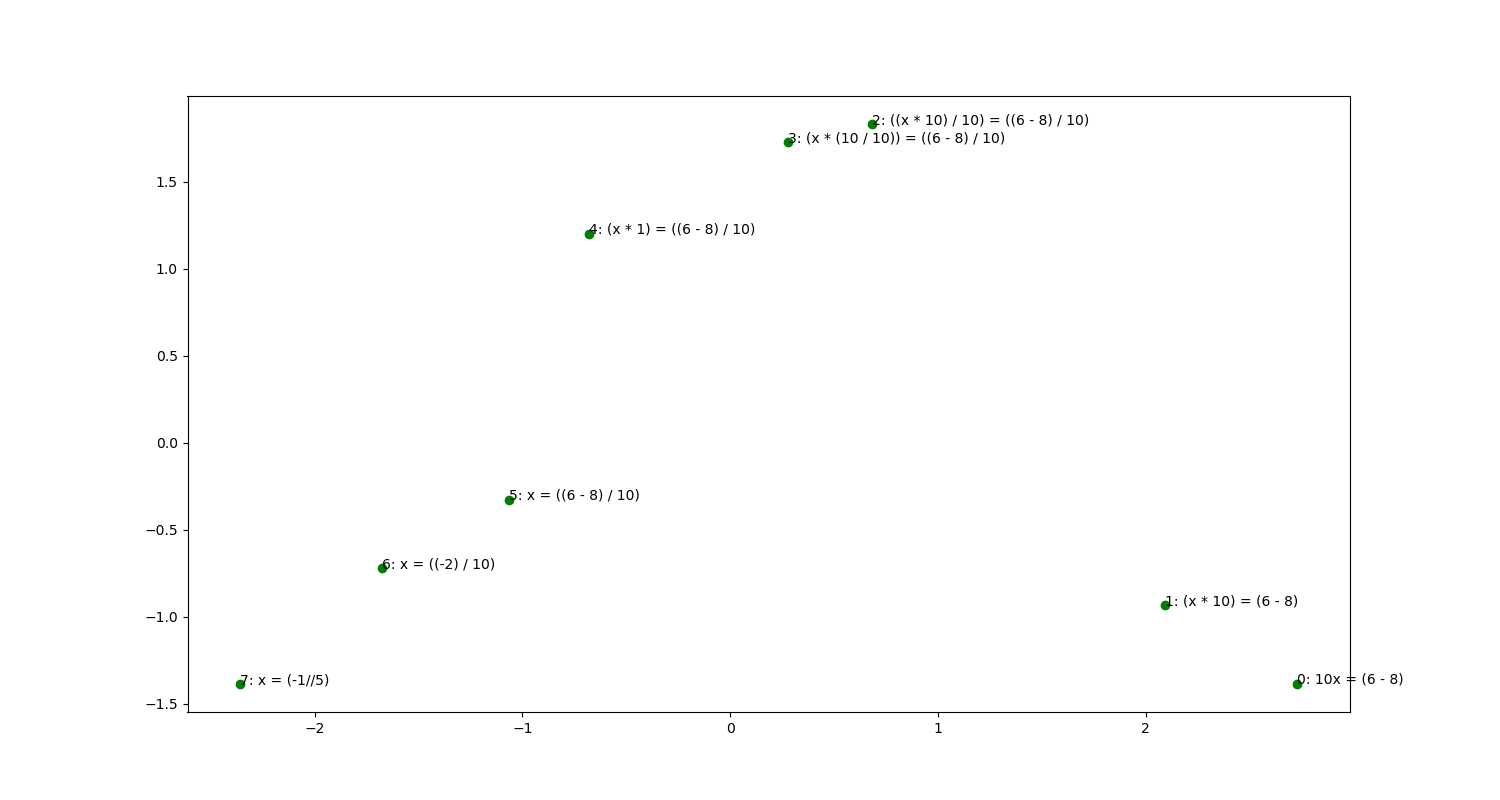 2: ((x * 10) / 10) = ((6 - 8) / 10)
3: (x * (10 / 10)) = ((6 - 8) / 10)
1.5
4: (x * 1) = ((6 - 8) / 10)
1.0
0.5
0.0
5: x = ((6 - 8) / 10)
−0.5
6: x = ((-2) / 10)
1: (x * 10) = (6 - 8)
−1.0
7: x = (-1//5)
0: 10x = (6 - 8)
−1.5
−2 −1 0 1 2